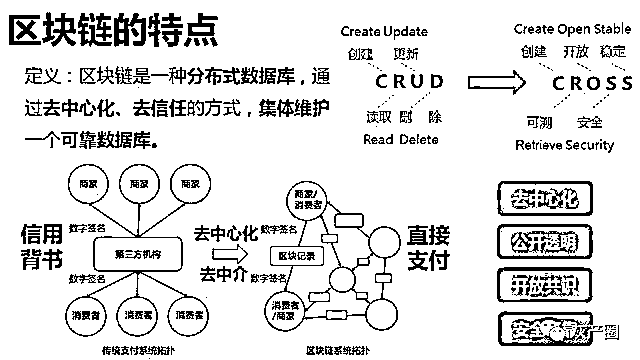 区块链的特点
定义：区块链是一种分布式数据库，通
过去中心化、去信任的方式，集体维护
一个可靠数据库。
Create Update
创建 更新
CRUD
读取 删 除
Read Delete
Create Open Stable
创建 开放 稳定
CROSS
可溯 安全
Retrieve Security
商家 商家 商家
数字签名
信用
背书
第三方机构
数字签名
消费者 消费者 消费者
传统支付系统拓扑
去中心化
去中介
商家/
消费者
数字签名
区块记录
数字签名
消费者
/商家
直接
支付
区块链系统拓扑
去中心化
公开透明
开放共识
安全
产圈